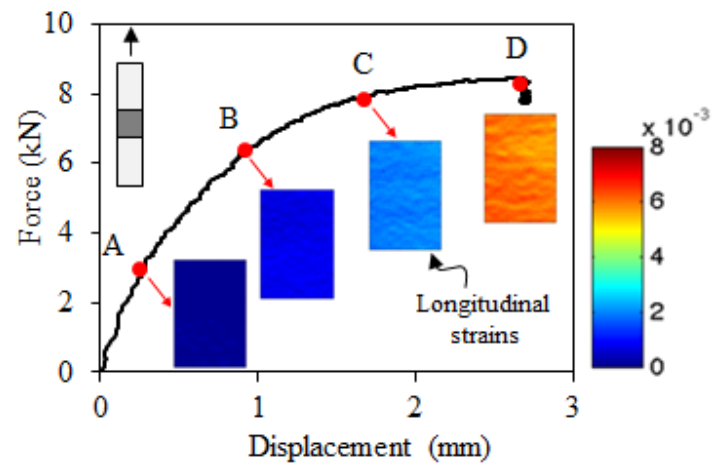 10
8
6
4
2
0
Force (kN)
A
B
C
D
Longitudinal
strains
0
1
2
3
Displacement (mm)
x 10⁻³
8
6
4
2
0